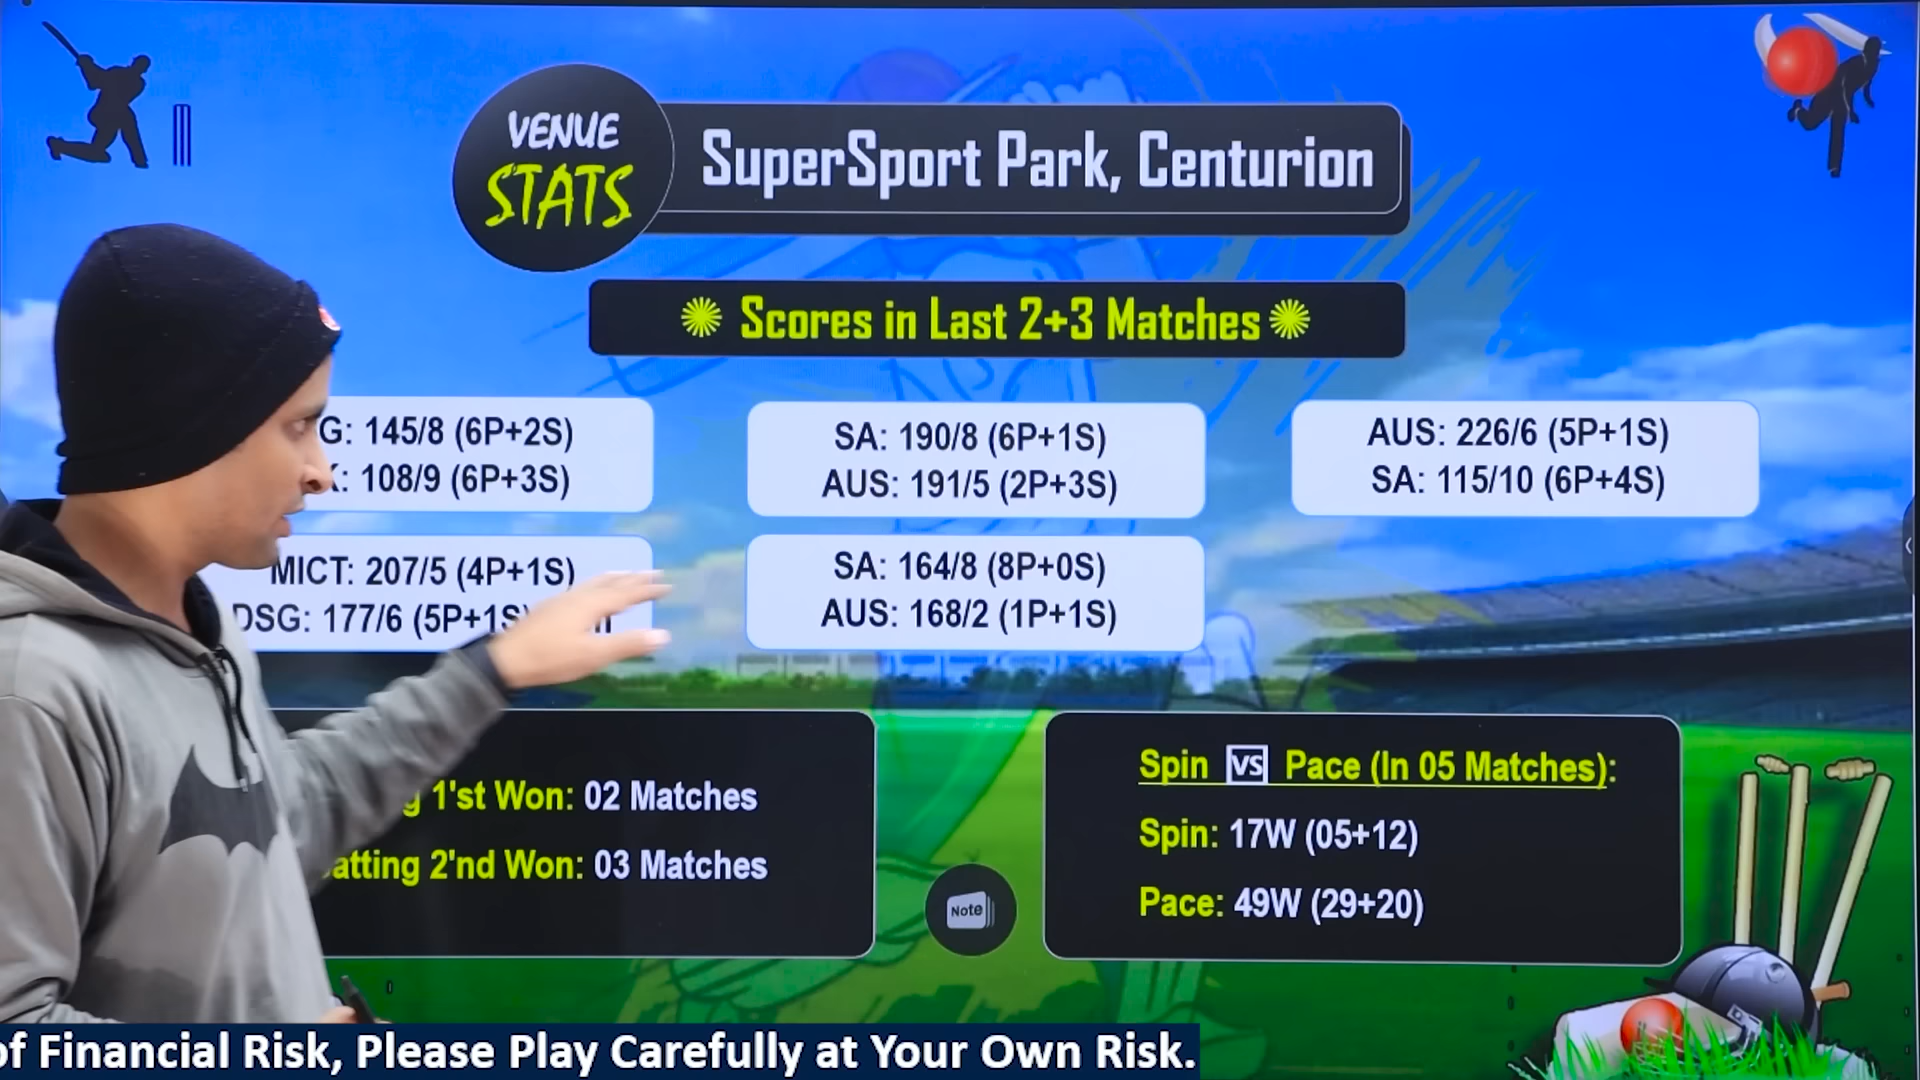 VENUE
STATS
SuperSport Park, Centurion
Scores in Last 2+3 Matches
G: 145/8 (6P+2S)
: 108/9 (6P+3S)
SA: 190/8 (6P+1S)
AUS: 191/5 (2P+3S)
AUS: 226/6 (5P+1S)
SA: 115/10 (6P+4S)
MICT: 207/5 (4P+1S)
DSG: 177/6 (5P+1S)
SA: 164/8 (8P+0S)
AUS: 168/2 (1P+1S)
g 1'st Won: 02 Matches
atting 2'nd Won: 03 Matches
Note
Spin VS Pace (In 05 Matches):
Spin: 17W (05+12)
Pace: 49W (29+20)
of Financial Risk, Please Play Carefully at Your Own Risk.